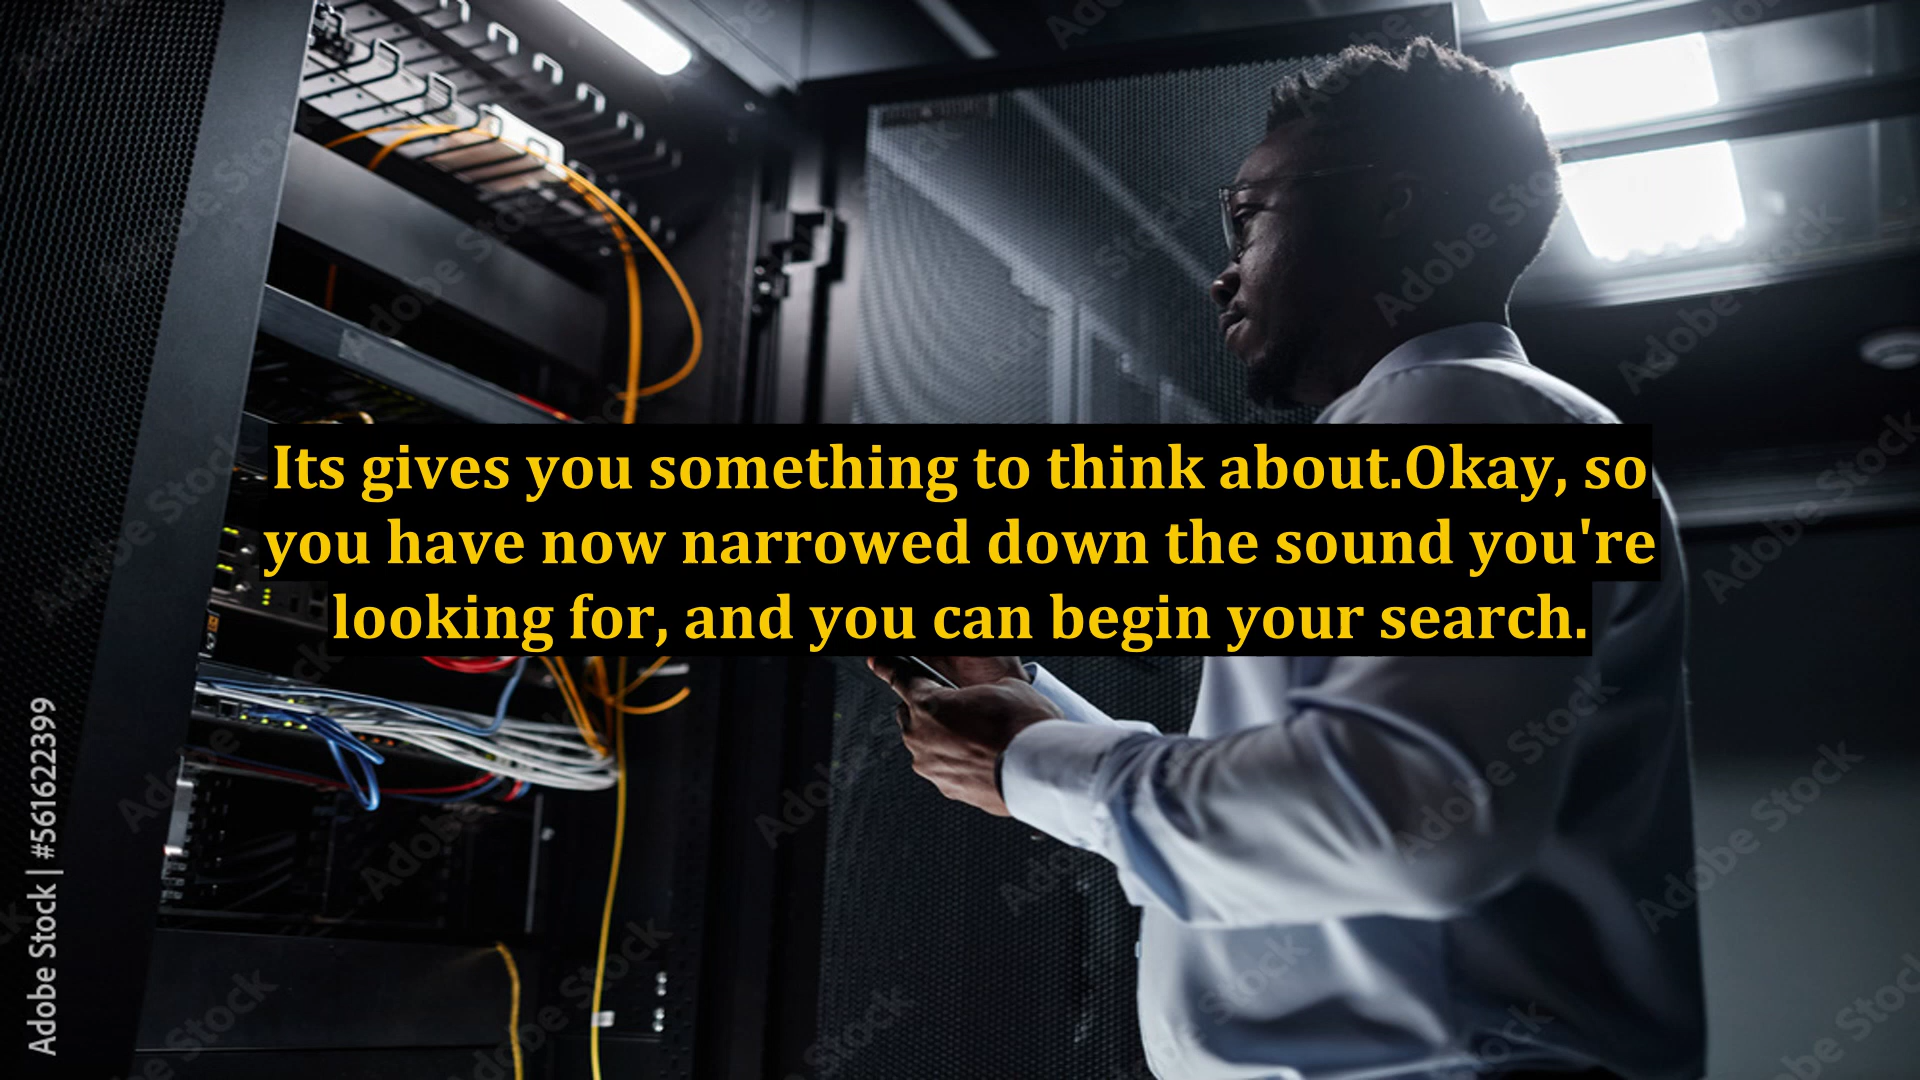 Its gives you something to think about.Okay, so
you have now narrowed down the sound you're
looking for, and you can begin your search.
Adobe Stock | #561622399